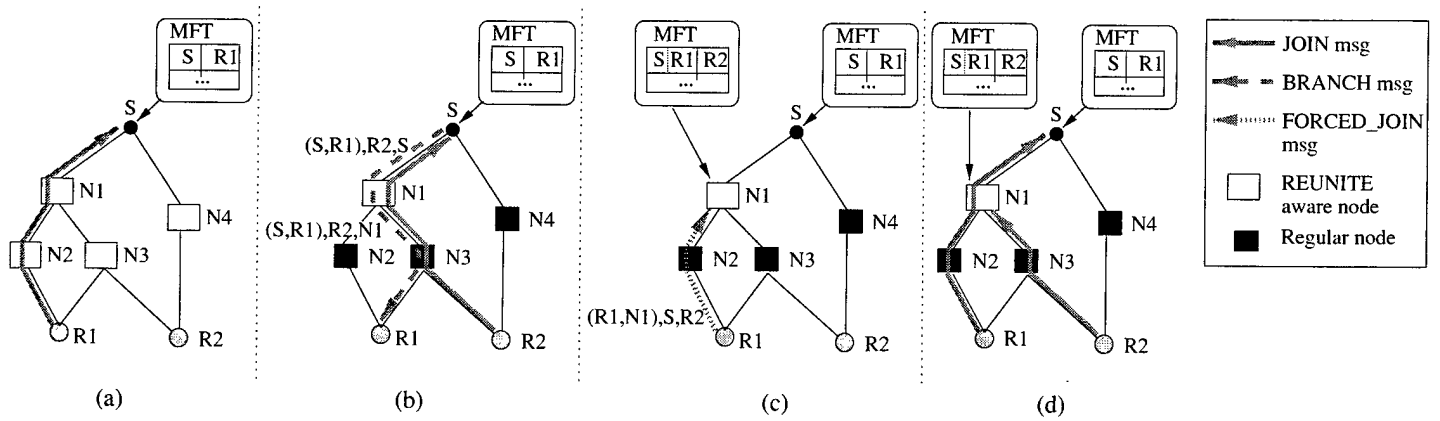 MFT
S R1
...
S
N1
N2 N3
N4
R1
R2
(a)
MFT
S R1
...
S
(S,R1),R2,S
N1
N4
(S,R1),R2,N1
N2
N3
R1
R2
(b)
MFT
S R1 R2
...
MFT
S R1
...
S
N1
N4
N2
N3
(R1,N1),S,R2
R1
R2
(c)
MFT
S R1 R2
...
MFT
S R1
...
S
N1
N4
N2
N3
R1
R2
(d)
JOIN msg
BRANCH msg
FORCED_JOIN
msg
REUNITE
aware node
Regular node